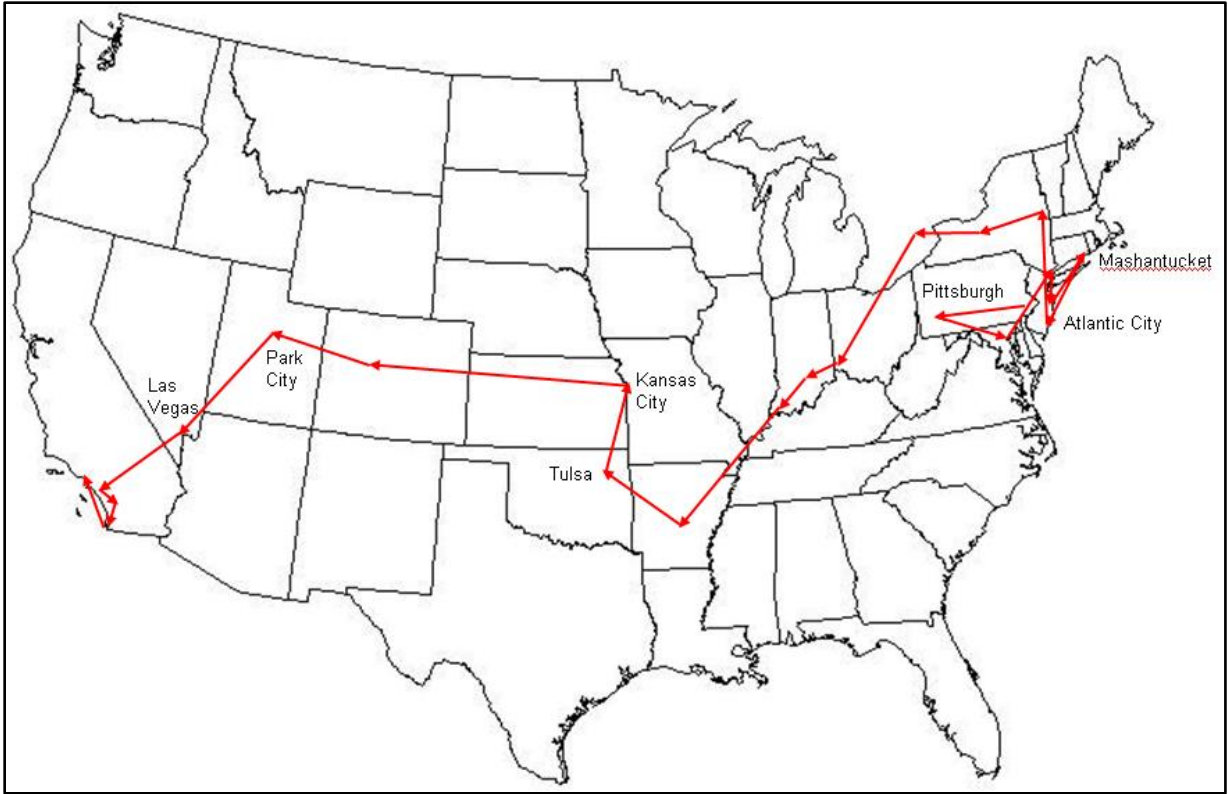 Mashantucket
Pittsburgh
Atlantic City
Park
City
Las
Vegas
Kansas
City
Tulsa